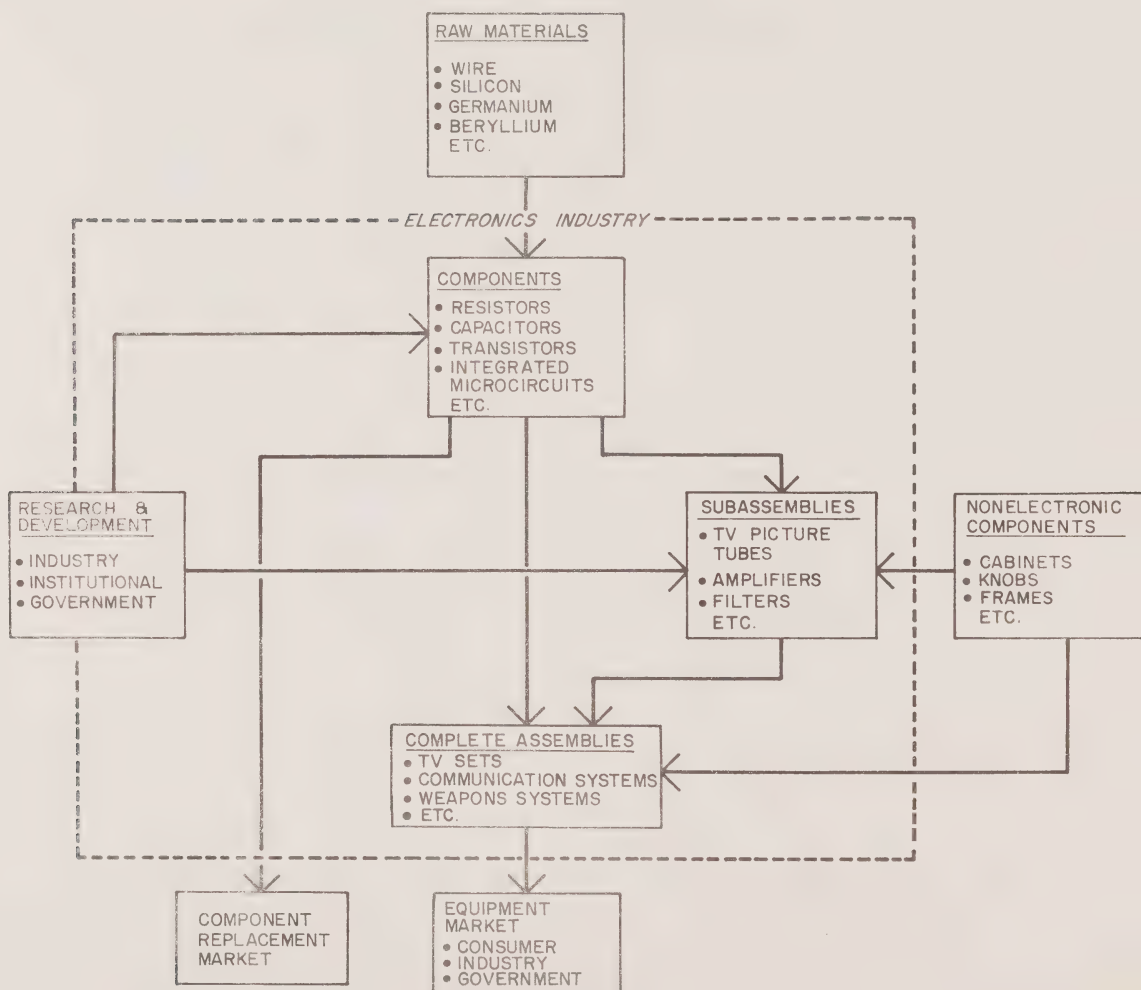 RAW MATERIALS
• WIRE
• SILICON
• GERMANIUM
• BERYLLIUM
ETC.
ELECTRONICS INDUSTRY
COMPONENTS
• RESISTORS
• CAPACITORS
• TRANSISTORS
• INTEGRATED
MICROCIRCUITS
ETC.
RESEARCH &
DEVELOPMENT
• INDUSTRY
• INSTITUTIONAL
• GOVERNMENT
SUBASSEMBLIES
• TV PICTURE
TUBES
• AMPLIFIERS
• FILTERS
ETC.
NONELECTRONIC
COMPONENTS
• CABINETS
• KNOBS
• FRAMES
ETC.
COMPLETE ASSEMBLIES
• TV SETS
• COMMUNICATION SYSTEMS
• WEAPONS SYSTEMS
• ETC.
COMPONENT
REPLACEMENT
MARKET
EQUIPMENT
MARKET
• CONSUMER
• INDUSTRY
• GOVERNMENT